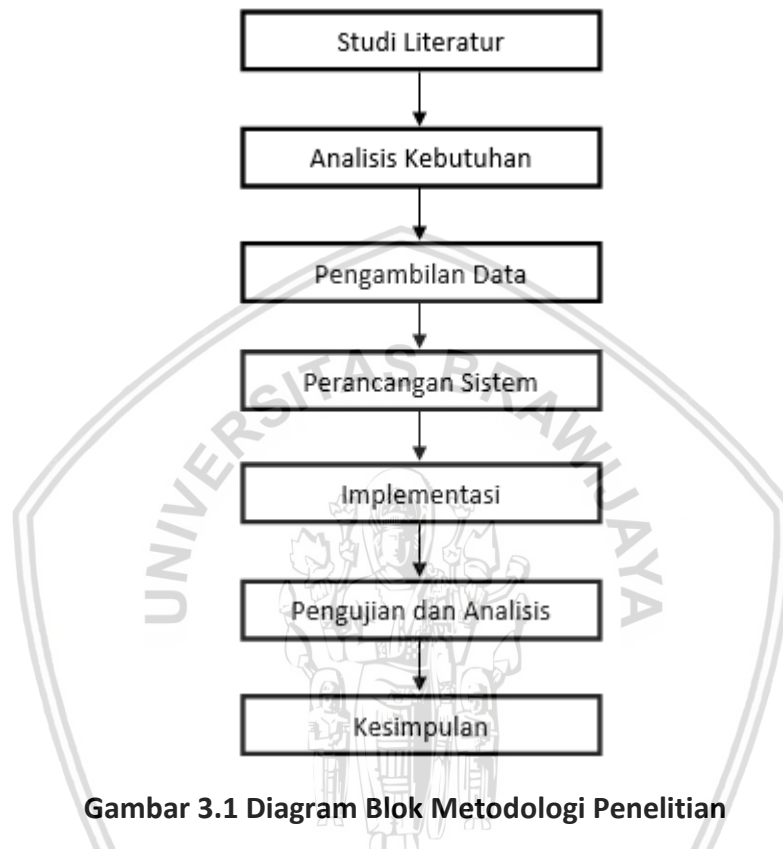 Studi Literatur
Analisis Kebutuhan
Pengambilan Data
Perancangan Sistem
UNIVERSITAS BRAWIJAYA
Implementasi
Pengujian dan Analisis
Kesimpulan
Gambar 3.1 Diagram Blok Metodologi Penelitian